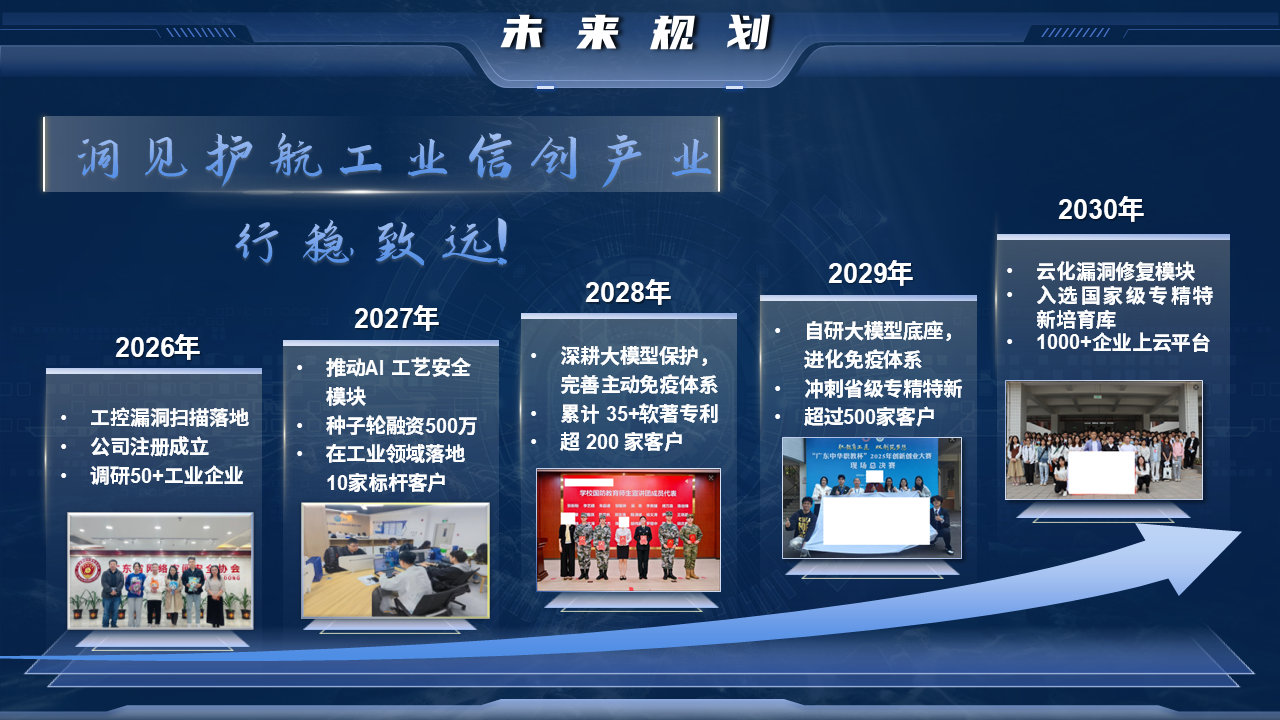 未来规划
洞见护航工业信创产业
行稳致远!
2026年
• 工控漏洞扫描落地
• 公司注册成立
• 调研50+工业企业
2027年
• 推动AI 工艺安全
模块
• 种子轮融资500万
• 在工业领域落地
10家标杆客户
2028年
• 深耕大模型保护，
完善主动免疫体系
• 累计 35+软著专利
• 超 200 家客户
学校国防教育师生宣讲团成员代表
2029年
• 自研大模型底座，
进化免疫体系
• 冲刺省级专精特新
• 超过500家客户
“广东中华职教杯”2025年创新创业大赛
现场总决赛
2030年
• 云化漏洞修复模块
• 入选国家级专精特
新培育库
• 1000+企业上云平台